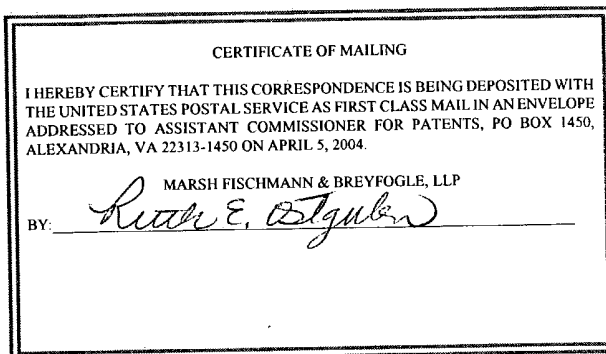 CERTIFICATE OF MAILING
I HEREBY CERTIFY THAT THIS CORRESPONDENCE IS BEING DEPOSITED WITH
THE UNITED STATES POSTAL SERVICE AS FIRST CLASS MAIL IN AN ENVELOPE
ADDRESSED TO ASSISTANT COMMISSIONER FOR PATENTS, PO BOX 1450,
ALEXANDRIA, VA 22313-1450 ON APRIL 5, 2004.
MARSH FISCHMANN & BREYFOGLE, LLP
BY: E.